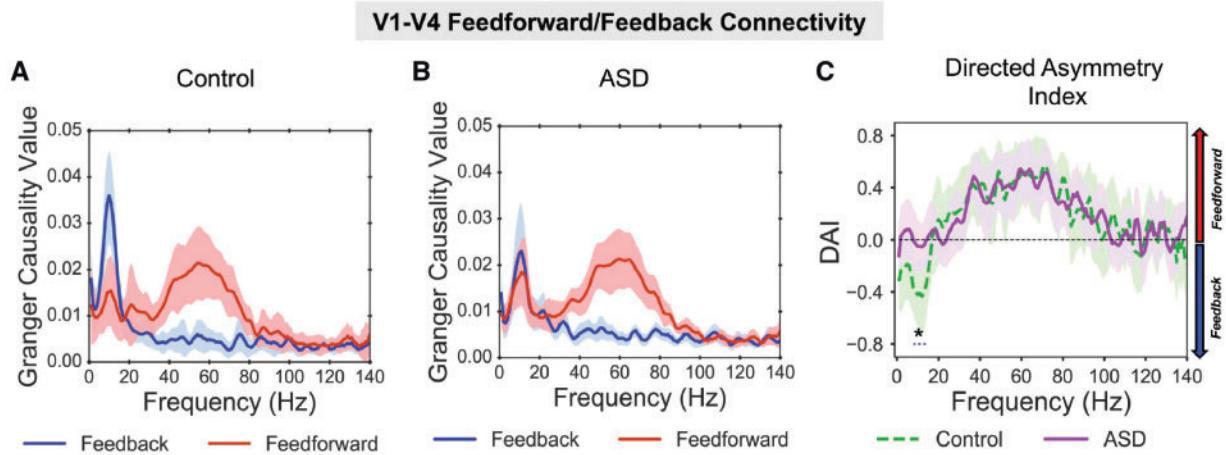 V1-V4 Feedforward/Feedback Connectivity
A
Control
Granger Causality Value
0.05
0.04
0.03
0.02
0.01
0.00
0 20 40 60 80 100 120 140
Frequency (Hz)
Feedback Feedforward
B
ASD
Granger Causality Value
0.05
0.04
0.03
0.02
0.01
0.00
0 20 40 60 80 100 120 140
Frequency (Hz)
Feedback Feedforward
C
Directed Asymmetry
Index
DAI
0.8
0.4
0.0
−0.4
−0.8
*
0 20 40 60 80 100 120 140
Frequency (Hz)
Control ASD
Feedforward
Feedback